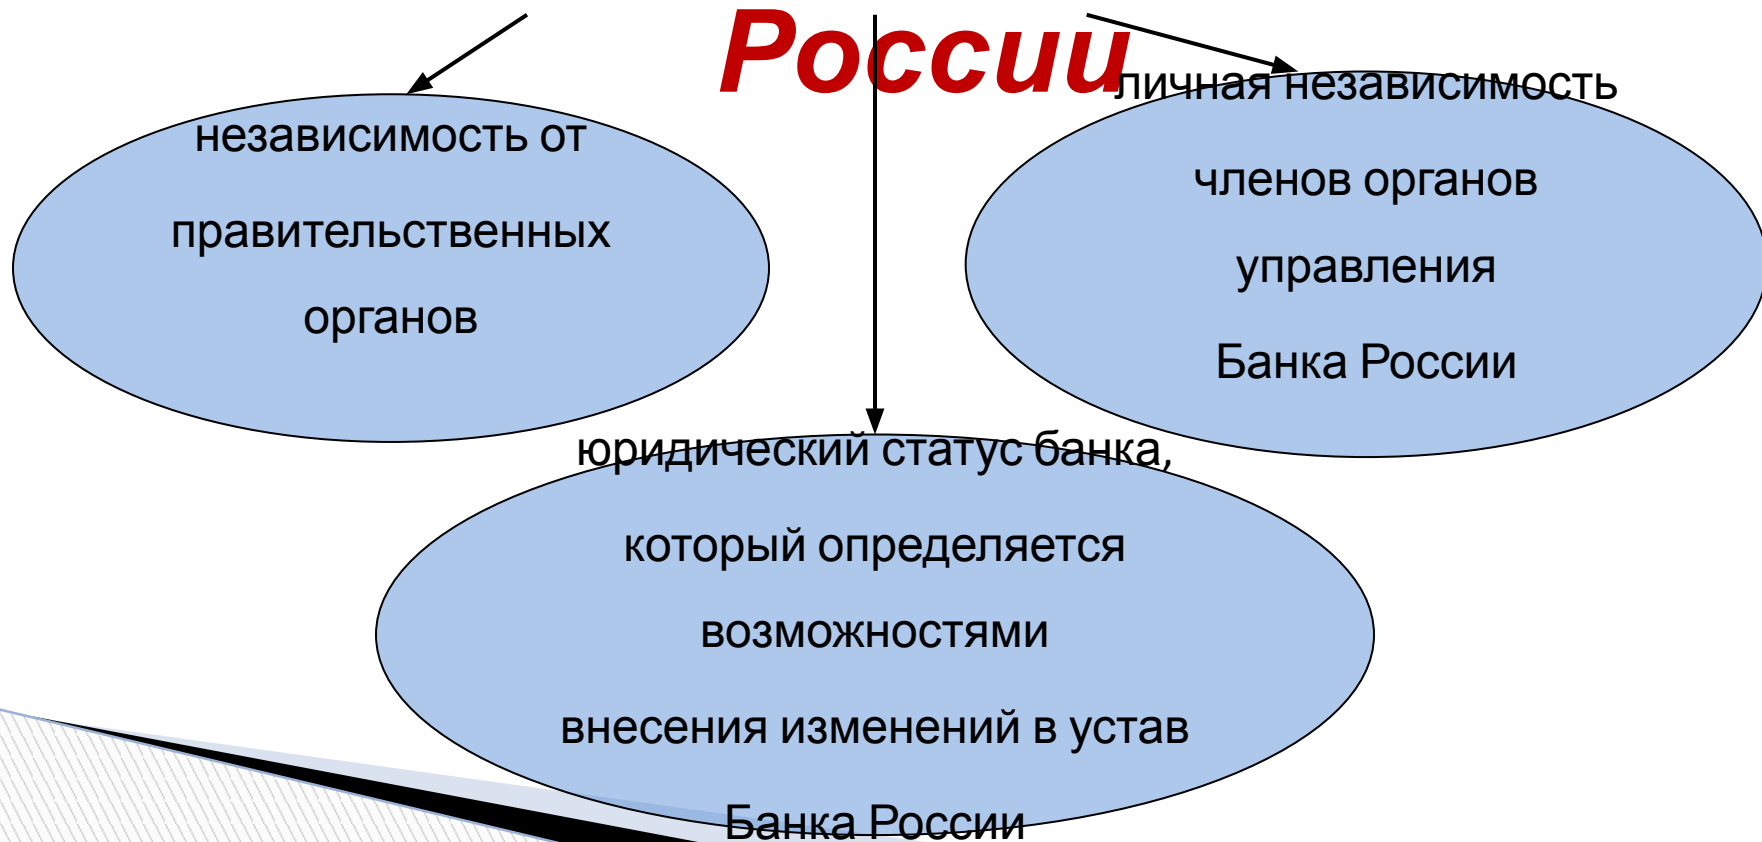 России
независимость от
правительственных
органов
личная независимость
членов органов
управления
Банка России
юридический статус банка,
который определяется
возможностями
внесения изменений в устав
Банка России